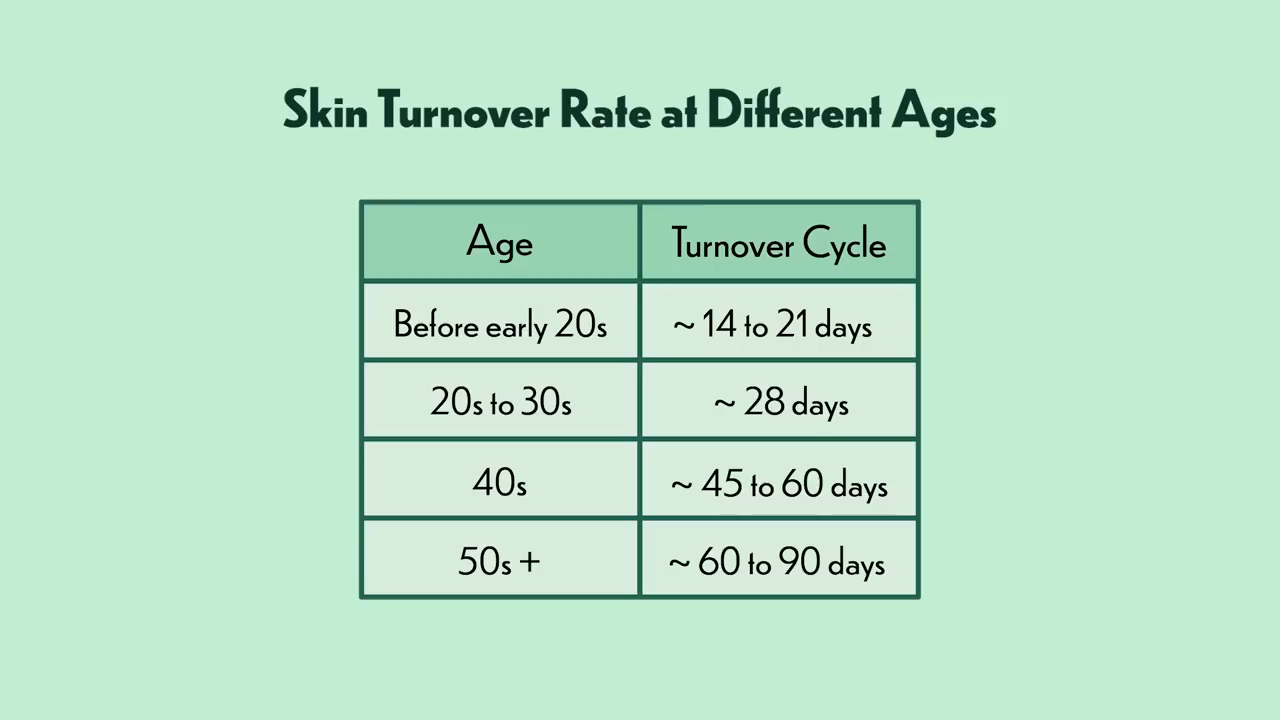 Skin Turnover Rate at Different Ages
Age Turnover Cycle
Before early 20s ~ 14 to 21 days
20s to 30s ~ 28 days
40s ~ 45 to 60 days
50s + ~ 60 to 90 days